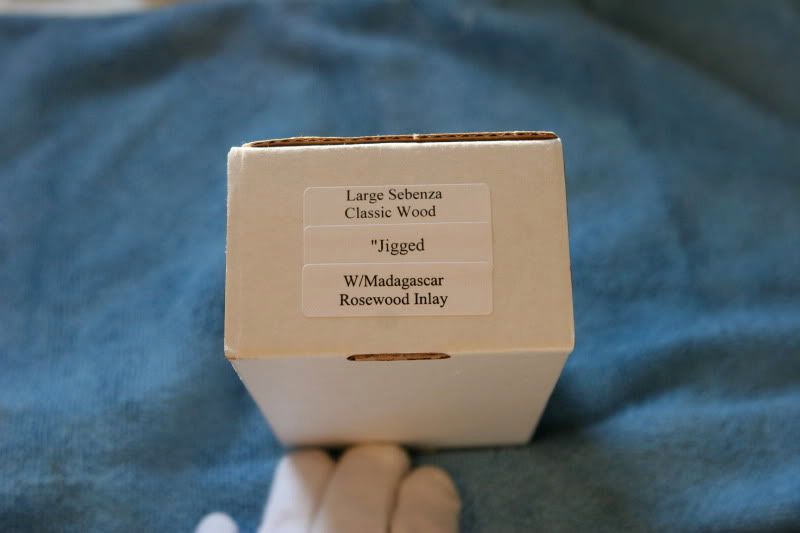 Large Sebenza
Classic Wood
"Jigged
W/Madagascar
Rosewood Inlay